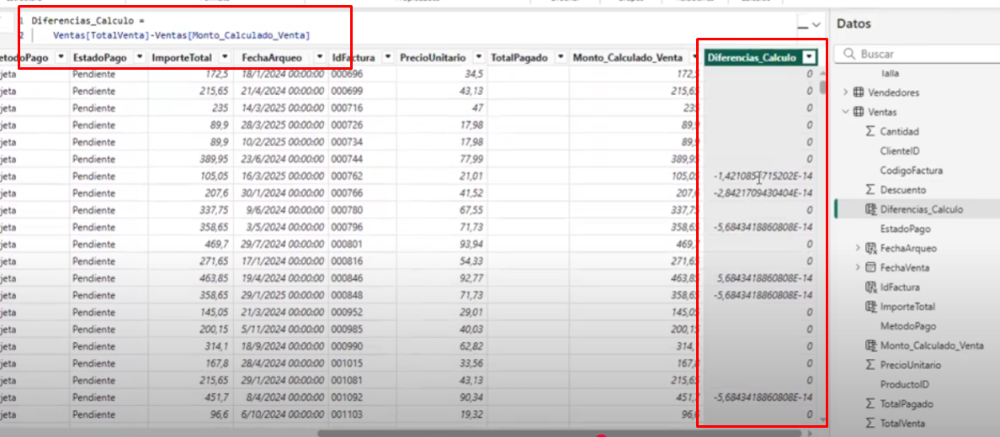 1 Diferencias_Calculo =
2 Ventas[TotalVenta]-Ventas[Monto_Calculado_Venta]
EstadoPago ImporteTotal FechaArqueo IdFactura PrecioUnitario TotalPagado Monto_Calculado_Venta Diferencias_Calculo
jeta Pendiente 172,5 18/1/2024 00:00:00 000696 34,5 172,5 0
jeta Pendiente 215,65 21/4/2024 00:00:00 000699 43,13 215,65 0
jeta Pendiente 235 14/3/2025 00:00:00 000716 47 235 0
jeta Pendiente 89,9 28/3/2025 00:00:00 000726 17,98 89,9 0
jeta Pendiente 89,9 10/2/2025 00:00:00 000734 17,98 89,9 0
jeta Pendiente 389,95 23/6/2024 00:00:00 000744 77,99 389,95 0
jeta Pendiente 105,05 16/3/2025 00:00:00 000762 21,01 105,05
jeta Pendiente 207,6 30/1/2024 00:00:00 000766 41,52 207,6 -2,8421709430404E-14
jeta Pendiente 337,75 9/6/2024 00:00:00 000780 67,55 337,75 0
jeta Pendiente 358,65 3/5/2024 00:00:00 000796 71,73 358,65 -5,6843418860808E-14
jeta Pendiente 469,7 29/7/2024 00:00:00 000801 93,94 469,7 0
jeta Pendiente 271,65 17/1/2024 00:00:00 000816 54,33 271,65 0
jeta Pendiente 463,85 19/4/2024 00:00:00 000846 92,77 463,85 5,6843418860808E-14
jeta Pendiente 358,65 29/1/2025 00:00:00 000848 71,73 358,65 -5,6843418860808E-14
jeta Pendiente 145,05 21/3/2024 00:00:00 000952 29,01 145,05 0
jeta Pendiente 200,15 5/11/2024 00:00:00 000985 40,03 200,15 0
jeta Pendiente 314,1 18/9/2024 00:00:00 000990 62,82 314,1 0
jeta Pendiente 167,8 28/4/2024 00:00:00 001015 33,56 167,8 0
jeta Pendiente 215,65 29/1/2024 00:00:00 001081 43,13 215,65 0
jeta Pendiente 451,7 8/4/2024 00:00:00 001092 90,34 451,7 -5,6843418860808E-14
jeta Pendiente 96,6 6/10/2024 00:00:00 001103 19,32 96,6 0
Datos
Buscar
Talla
Vendedores
Ventas
Cantidad
ClienteID
CodigoFactura
Descuento
Diferencias_Calculo
EstadoPago
FechaArqueo
FechaVenta
IdFactura
ImporteTotal
MetodoPago
Monto_Calculado_Venta
PrecioUnitario
ProductoID
TotalPagado
TotalVenta